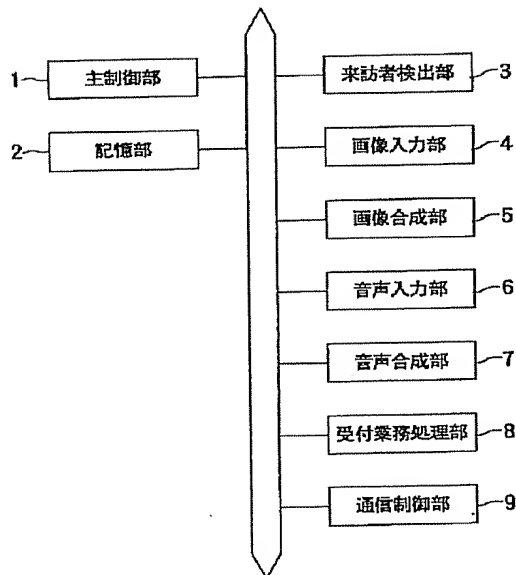 1 主制御部
2 記憶部
来訪者検出部 3
画像入力部 4
画像合成部 5
音声入力部 6
音声合成部 7
受付業務処理部 8
通信制御部 9